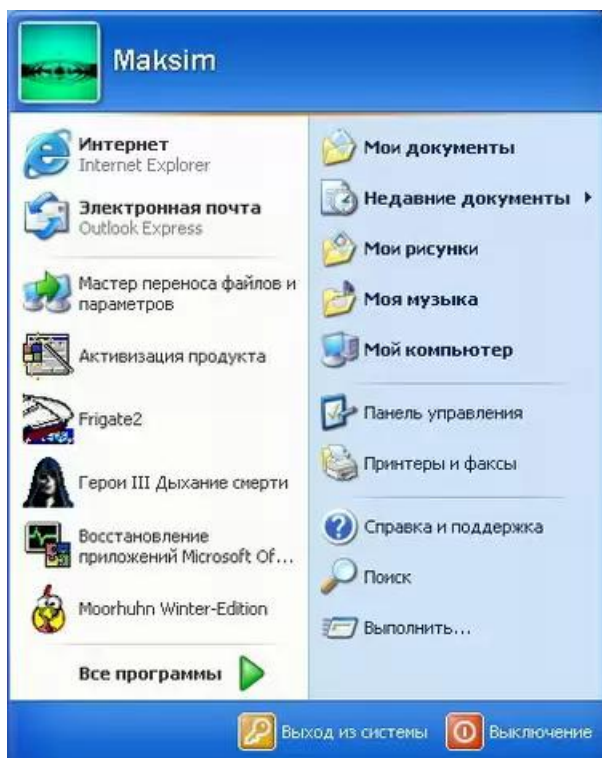 Maksim
Интернет
Internet Explorer
Электронная почта
Outlook Express
Мастер переноса файлов и
параметров
Активизация продукта
Frigate2
Герои III Дыхание смерти
Восстановление
приложений Microsoft Of...
Moorhuhn Winter-Edition
Все программы
Мои документы
Недавние документы
Мои рисунки
Моя музыка
Мой компьютер
Панель управления
Принтеры и факсы
Справка и поддержка
Поиск
Выполнить...
Выход из системы
Выключение